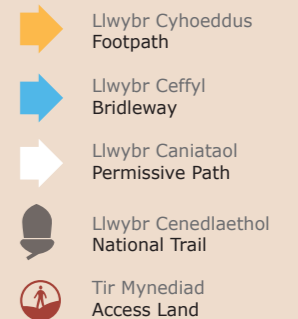 Llwybr Cyhoeddus
Footpath
Llwybr Ceffyl
Bridleway
Llwybr Caniataol
Permissive Path
Llwybr Cenedlaethol
National Trail
Tir Mynediad
Access Land